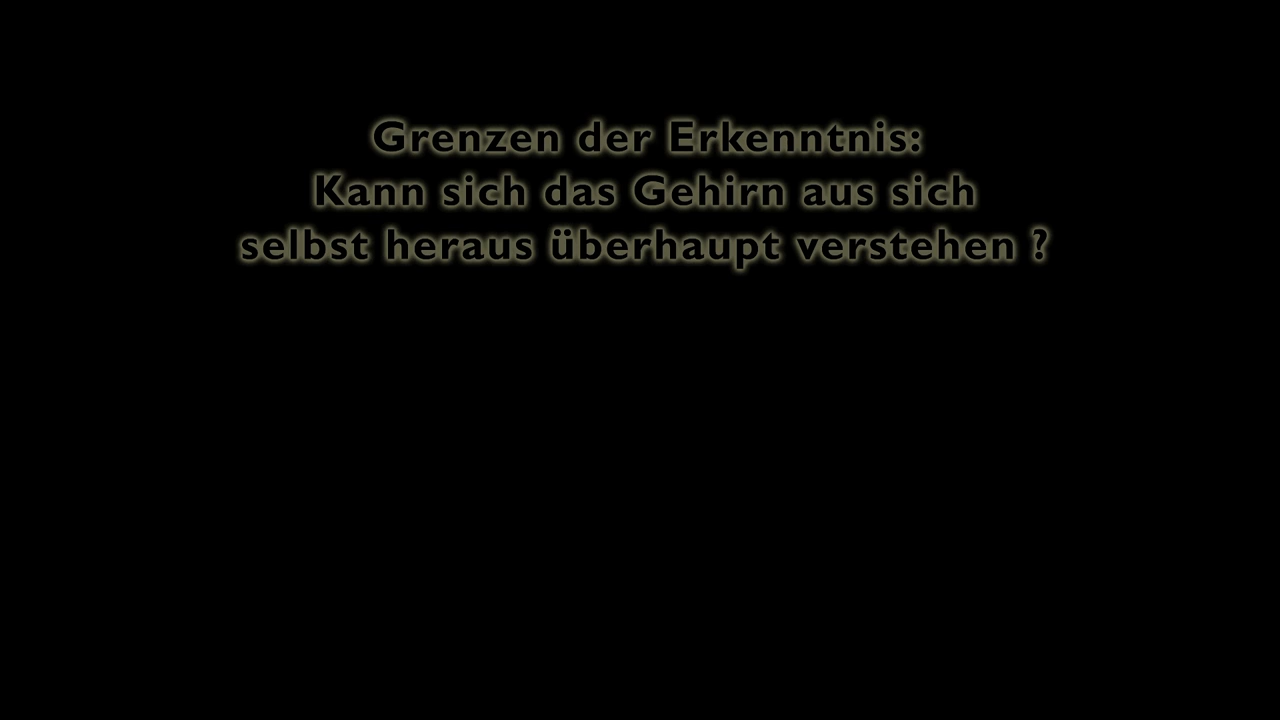 Grenzen der Erkenntnis:
Kann sich das Gehirn aus sich
selbst heraus überhaupt verstehen ?